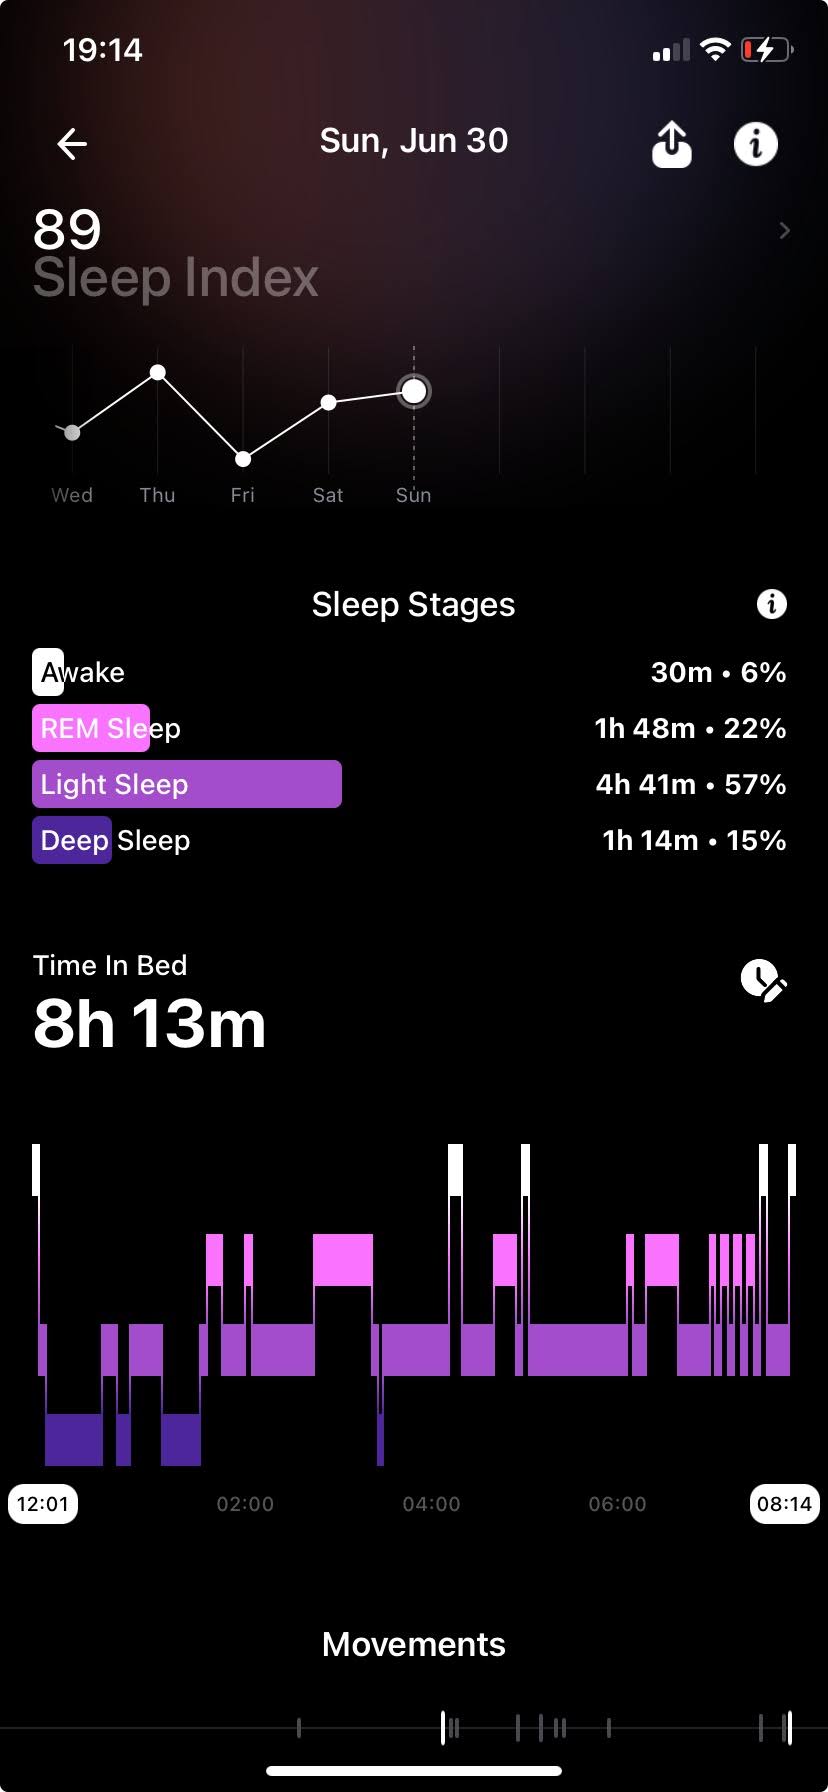 19:14
Sun, Jun 30
89
Sleep Index
Wed Thu Fri Sat Sun
Sleep Stages
Awake 30m • 6%
REM Sleep 1h 48m • 22%
Light Sleep 4h 41m • 57%
Deep Sleep 1h 14m • 15%
Time In Bed
8h 13m
12:01 02:00 04:00 06:00 08:14
Movements